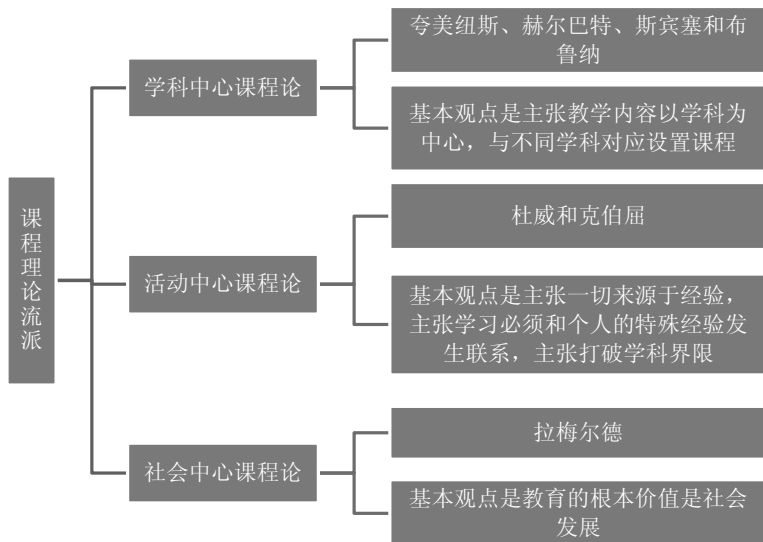 课程理论流派
学科中心课程论
夸美纽斯、赫尔巴特、斯宾塞和布
鲁纳
基本观点是主张教学内容以学科为
中心，与不同学科对应设置课程
活动中心课程论
杜威和克伯屈
基本观点是主张一切来源于经验，
主张学习必须和个人的特殊经验发
生联系，主张打破学科界限
社会中心课程论
拉梅尔德
基本观点是教育的根本价值是社会
发展